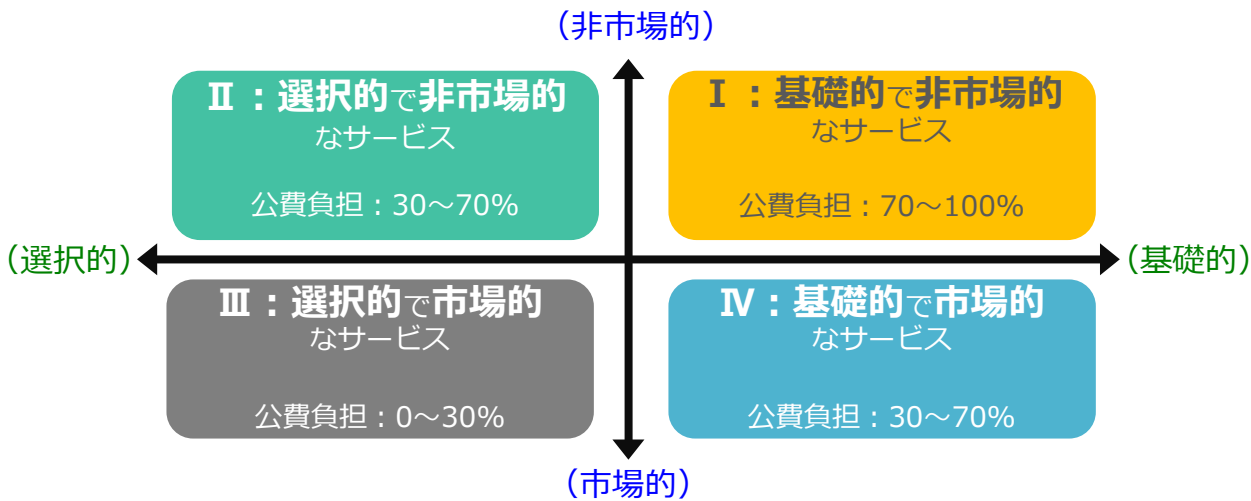 （非市場的）
Ⅱ：選択的で非市場的
なサービス
公費負担：30～70%
Ⅰ：基礎的で非市場的
なサービス
公費負担：70～100%
（選択的）
（基礎的）
Ⅲ：選択的で市場的
なサービス
公費負担：0～30%
Ⅳ：基礎的で市場的
なサービス
公費負担：30～70%
（市場的）